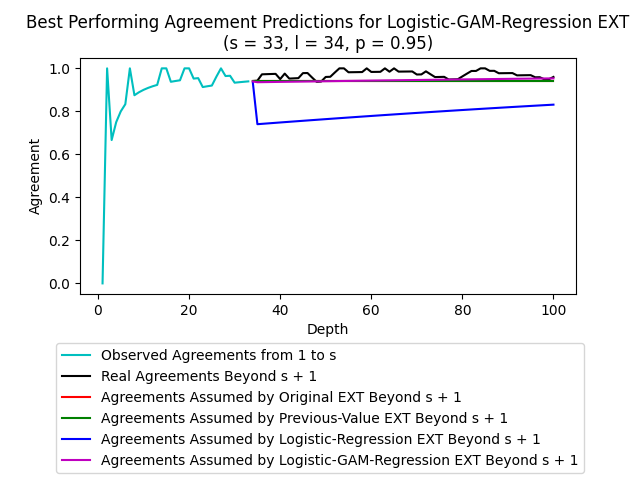 Best Performing Agreement Predictions for Logistic-GAM-Regression EXT
(s = 33, l = 34, p = 0.95)
1.0
0.8
0.6
0.4
0.2
0.0
Agreement
0 20 40 60 80 100
Depth
Observed Agreements from 1 to s
Real Agreements Beyond s + 1
Agreements Assumed by Original EXT Beyond s + 1
Agreements Assumed by Previous-Value EXT Beyond s + 1
Agreements Assumed by Logistic-Regression EXT Beyond s + 1
Agreements Assumed by Logistic-GAM-Regression EXT Beyond s + 1